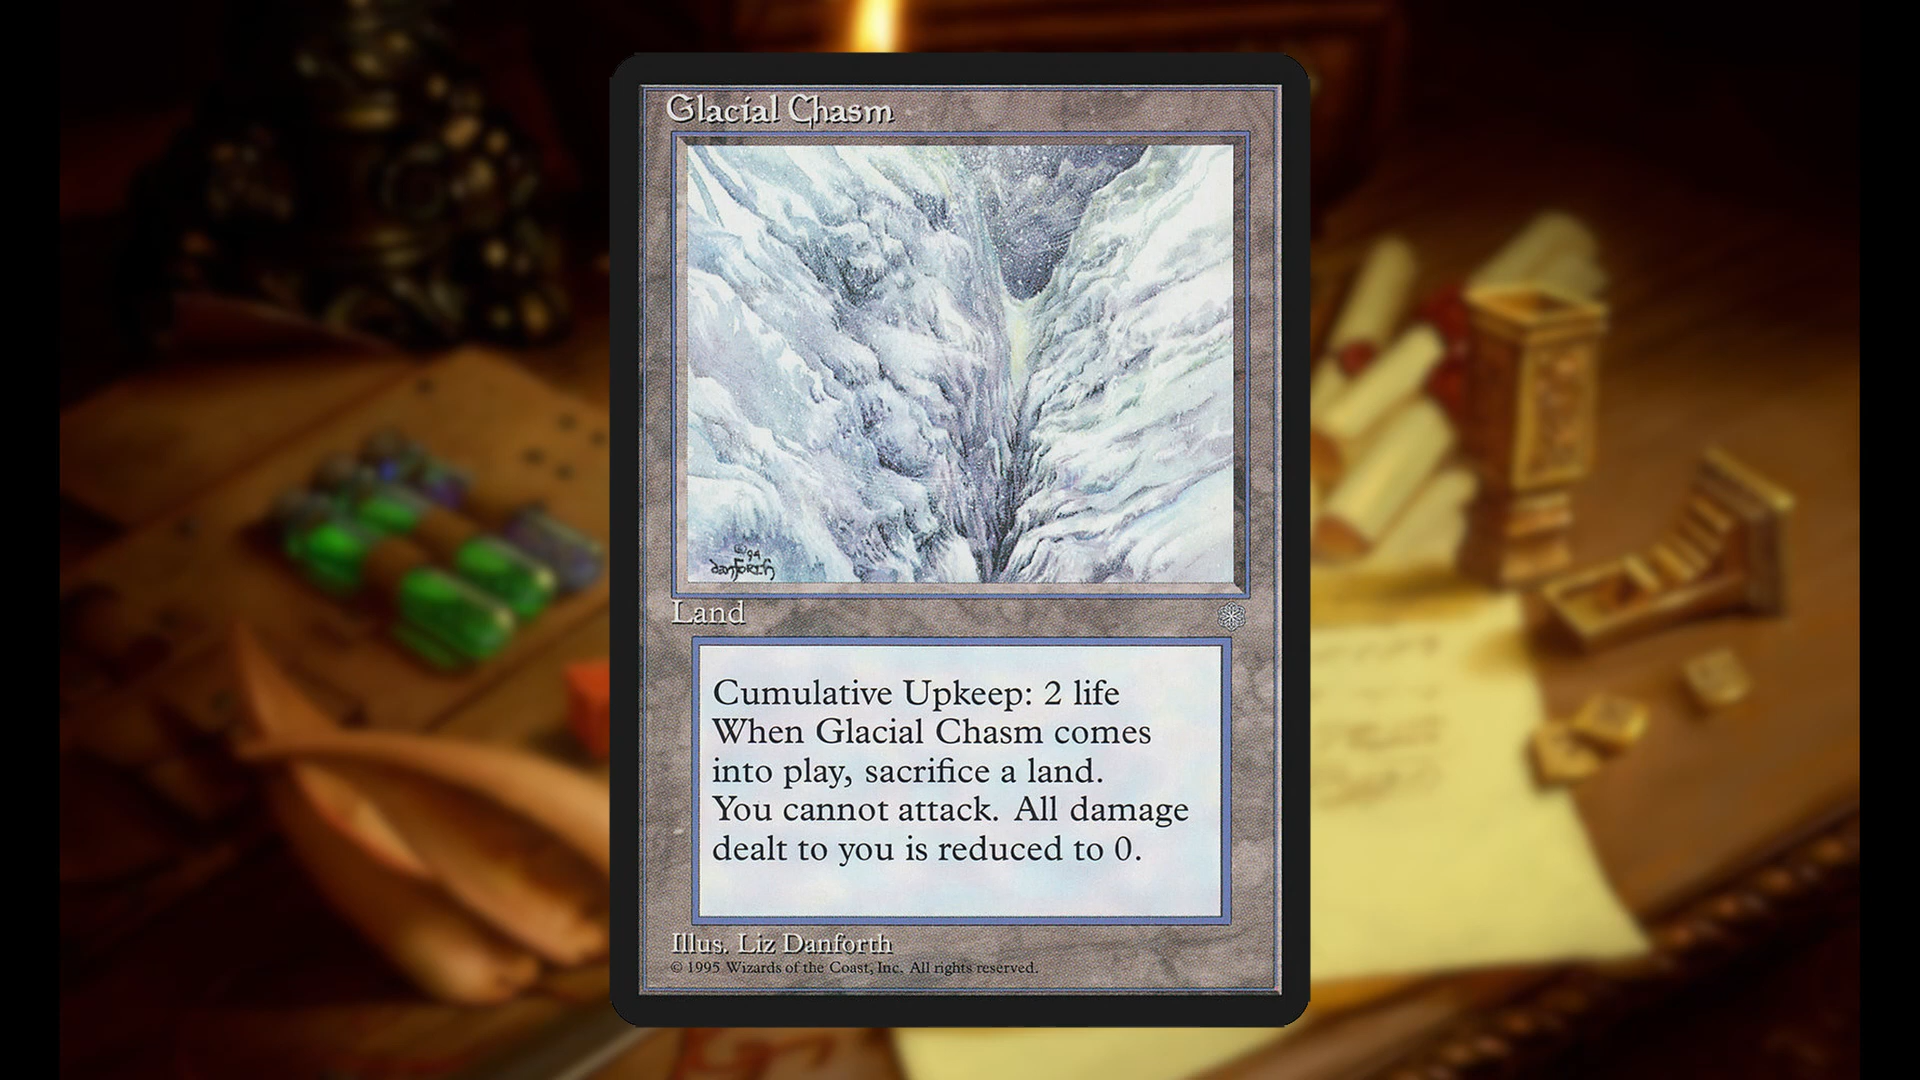 Glacial Chasm
©94
Danforth
Land
Cumulative Upkeep: 2 life
When Glacial Chasm comes
into play, sacrifice a land.
You cannot attack. All damage
dealt to you is reduced to 0.
Illus. Liz Danforth
© 1995 Wizards of the Coast, Inc. All rights reserved.